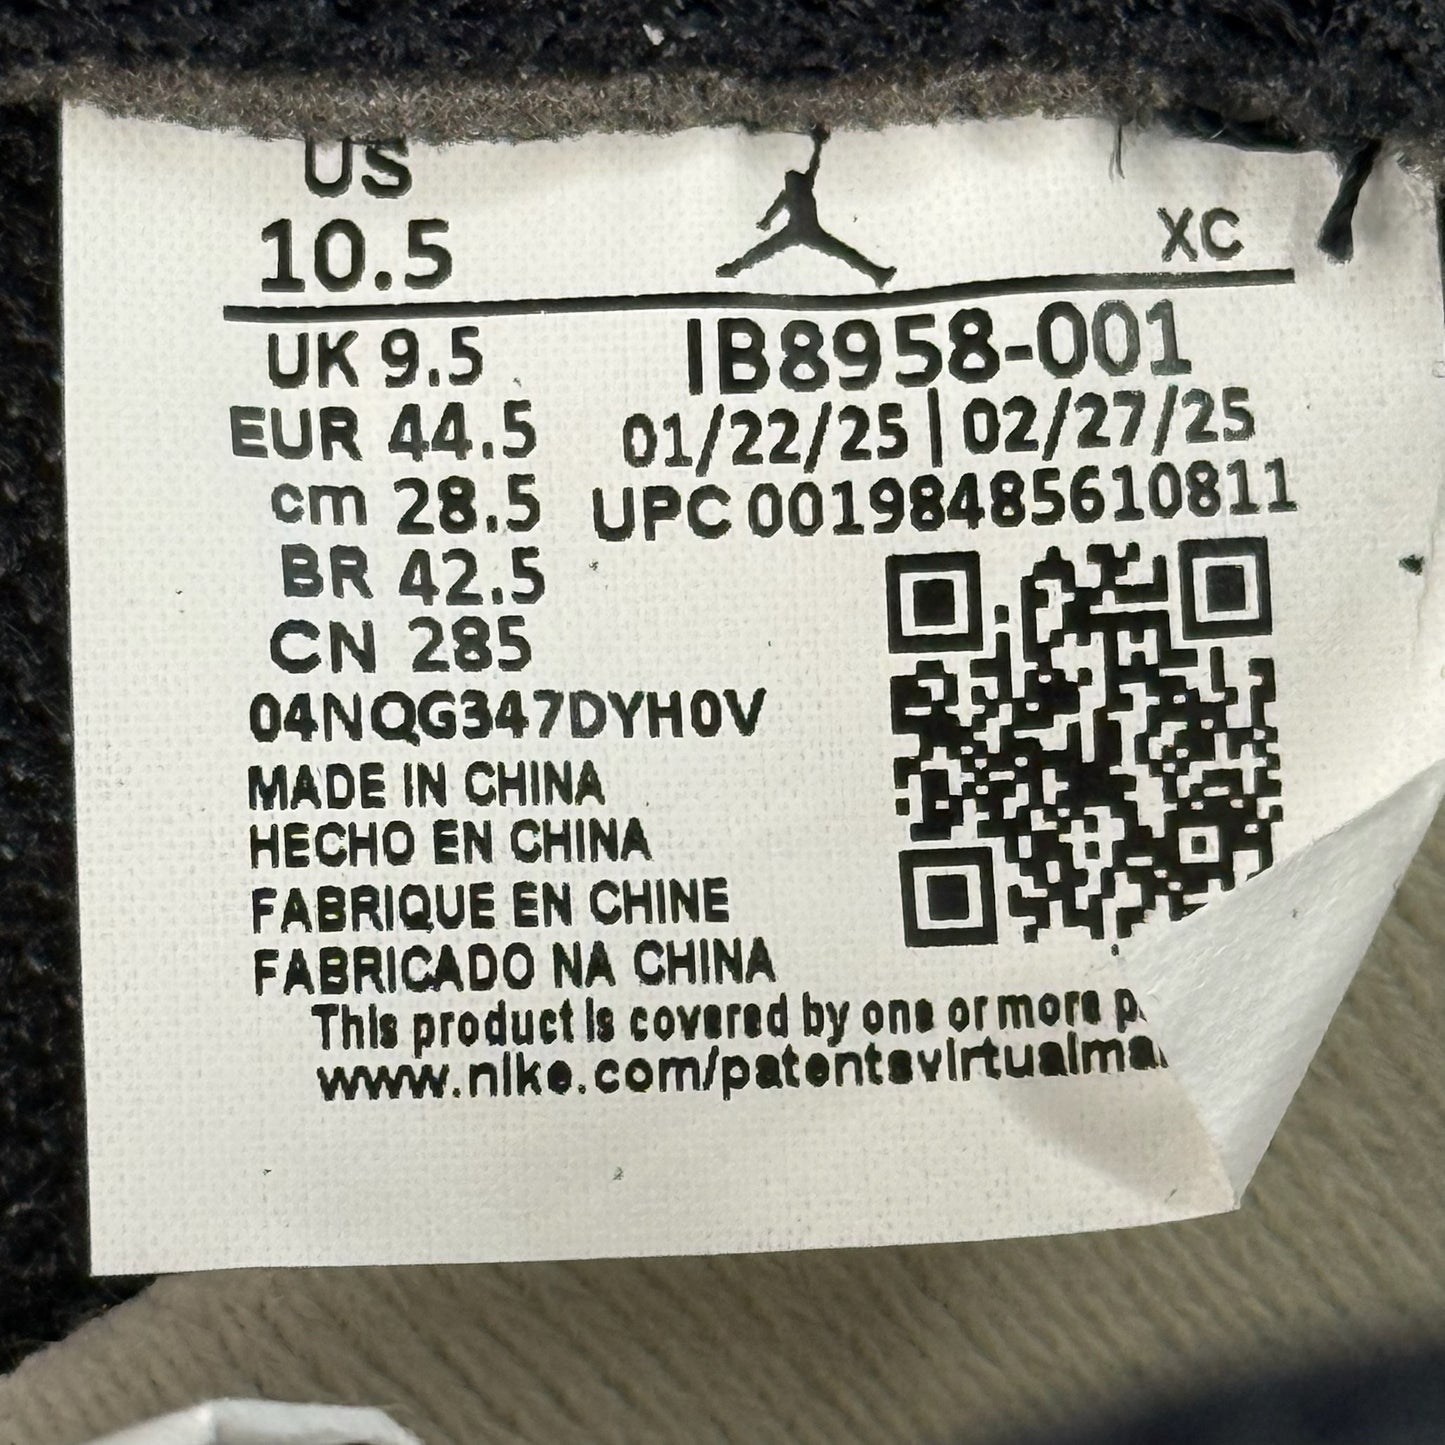 US
10.5
XC
UK 9.5
IB8958-001
EUR 44.5
01/22/25 | 02/27/25
cm 28.5
UPC 00198485610811
BR 42.5
CN 285
04NQG347DYH0V
MADE IN CHINA
HECHO EN CHINA
FABRIQUE EN CHINE
FABRICADO NA CHINA
This product is covered by one or more
www.nike.com/patentsvirtualma